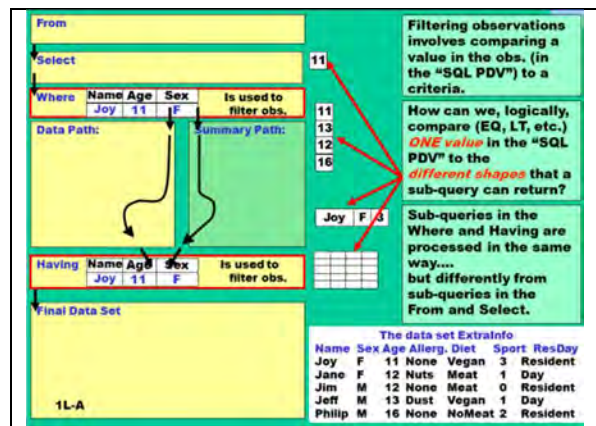 From
Select
Where
Name Age Sex
Joy 11 F
Is used to
filter obs.
Data Path:
Summary Path:
Having
Name Age Sex
Joy 11 F
Is used to
filter obs.
Final Data Set
1L-A
11
11
13
12
16
Joy F 3
Filtering observations
involves comparing a
value in the obs. (in
the “SQL PDV”) to a
criteria.
How can we, logically,
compare (EQ, LT, etc.)
ONE value in the “SQL
PDV” to the
different shapes that a
sub-query can return?
Sub-queries in the
Where and Having are
processed in the same
way....
but differently from
sub-queries in the
From and Select.
The data set ExtraInfo
Name Sex Age Allerg. Diet Sport ResDay
Joy F 11 None Vegan 3 Resident
Jane F 12 Nuts Meat 1 Day
Jim M 12 None Meat 0 Resident
Jeff M 13 Dust Vegan 1 Day
Philip M 16 None NoMeat 2 Resident